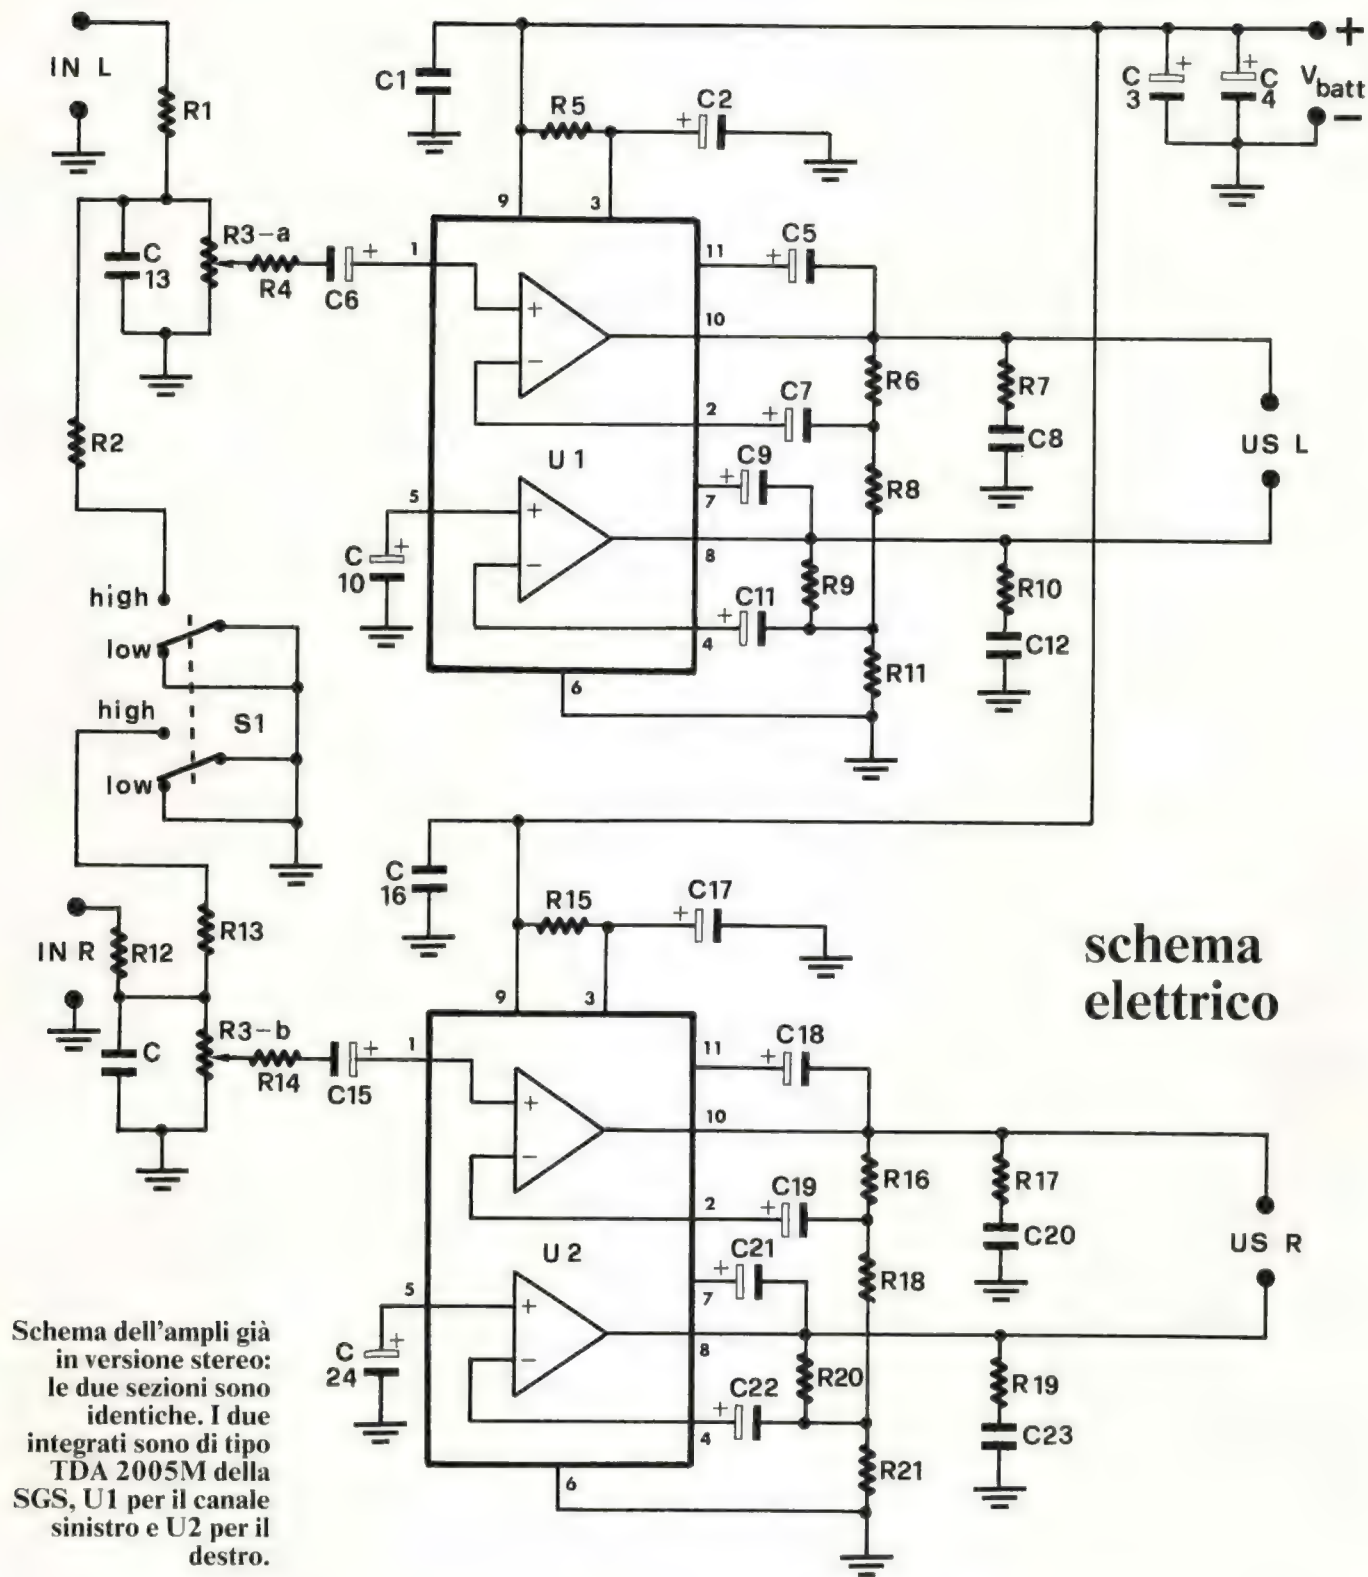 IN L
R1
C1
R5
C2
+
C
3
+
C
4
+
+
Vbatt
−
9
3
R3-a
C
13
R4
C6
+
1
11
C5
+
+
−
10
R6
R7
2
C7
+
C8
US L
R2
U1
C9
+
7
R8
5
+
−
C
10
+
8
R9
R10
C11
+
4
C12
R11
6
high
low
high
S1
low
C
16
R15
C17
+
IN R
R12
R13
9
3
schema
elettrico
R3-b
C
R14
C15
+
1
11
C18
+
+
−
10
R16
R17
2
C19
+
C20
US R
U2
C21
+
7
R18
5
+
−
C
24
+
8
R20
R19
C22
+
4
C23
R21
6
Schema dell'ampli già
in versione stereo:
le due sezioni sono
identiche. I due
integrati sono di tipo
TDA 2005M della
SGS, U1 per il canale
sinistro e U2 per il
destro.